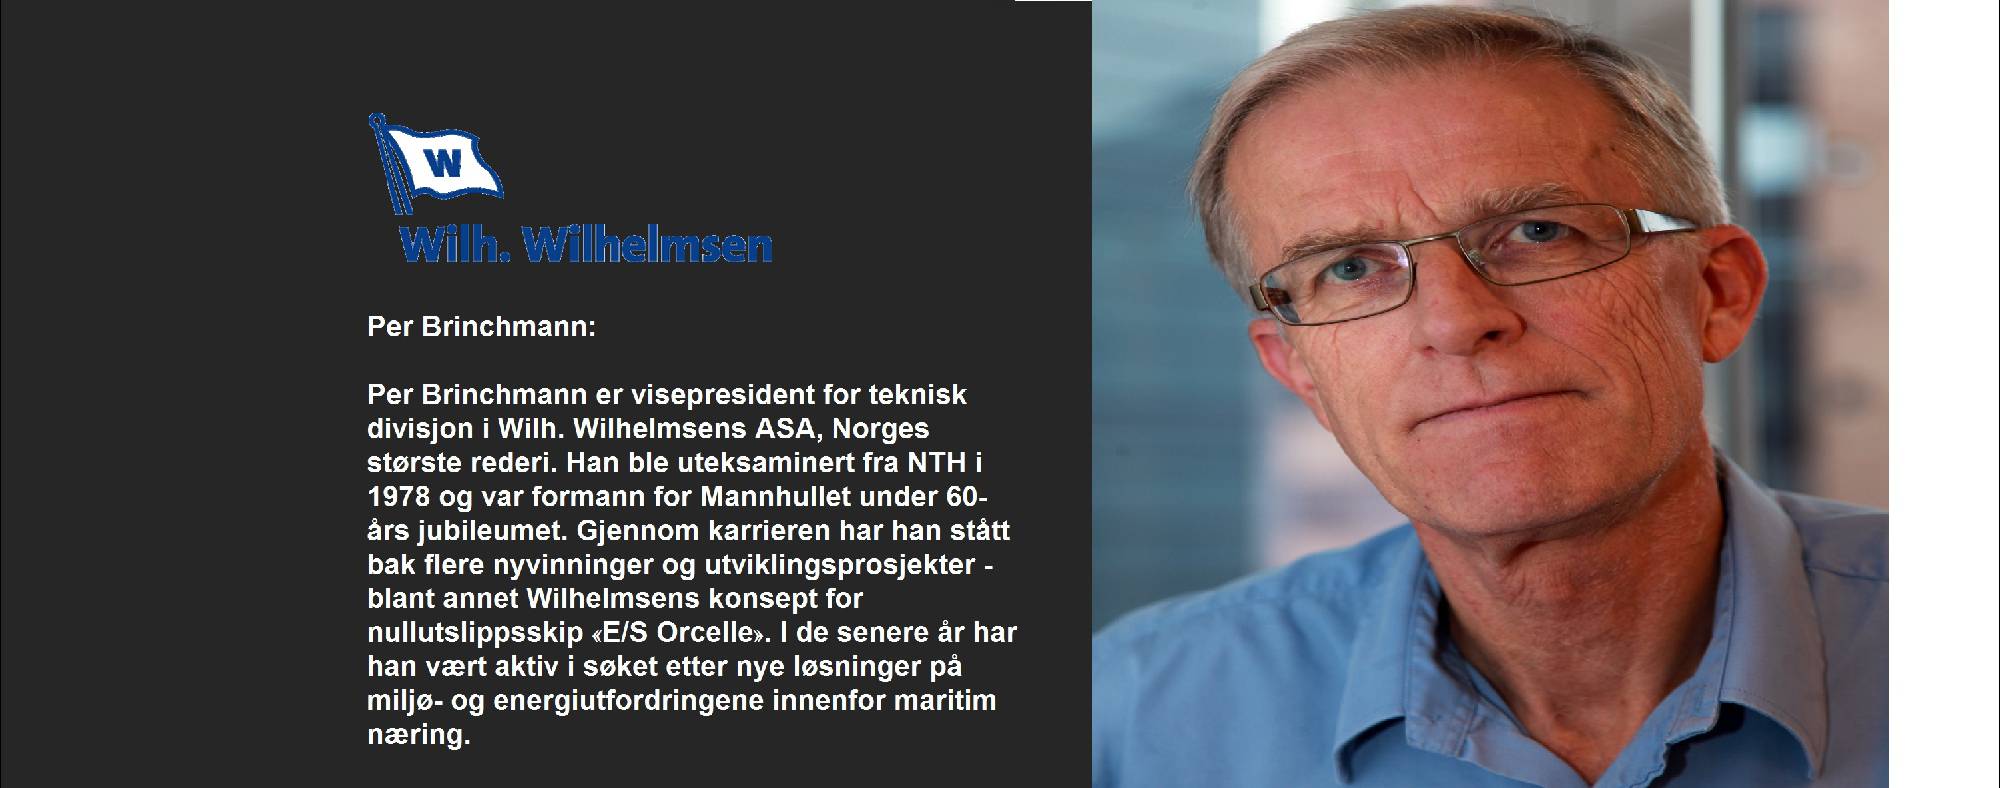 W
Wilh. Wilhelmsen
Per Brinchmann:
Per Brinchmann er visepresident for teknisk
divisjon i Wilh. Wilhelmsens ASA, Norges
største rederi. Han ble uteksaminert fra NTH i
1978 og var formann for Mannhullet under 60-
års jubileumet. Gjennom karrieren har han stått
bak flere nyvinninger og utviklingsprosjekter -
blant annet Wilhelmsens konsept for
nullutslippsskip «E/S Orcelle». I de senere år har
han vært aktiv i søket etter nye løsninger på
miljø- og energiutfordringene innenfor maritim
næring.